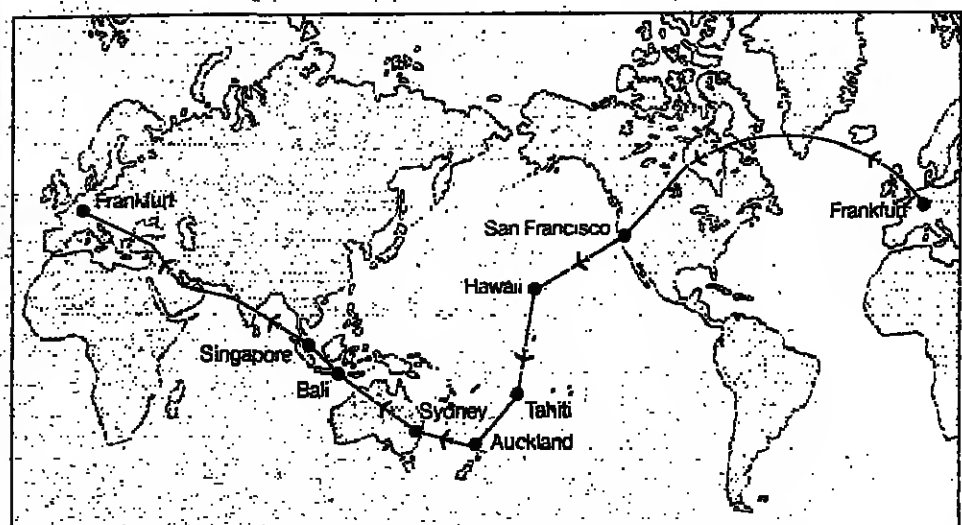 Frankfurt
Frankfurt
San Francisco
Hawaii
Singapore
Bali
Sydney
Tahiti
Auckland